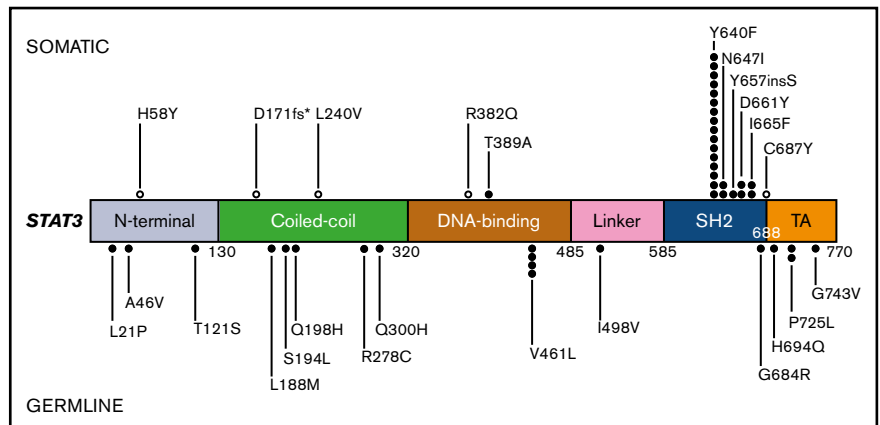 SOMATIC
Y640F
N647I
Y657insS
D661Y
I665F
C687Y
H58Y
D171fs* L240V
R382Q
T389A
STAT3
N-terminal
Coiled-coil
DNA-binding
Linker
SH2
TA
130
320
485
585
688
770
L21P
A46V
T121S
L188M
S194L
Q198H
R278C
Q300H
V461L
I498V
G684R
H694Q
P725L
G743V
GERMLINE